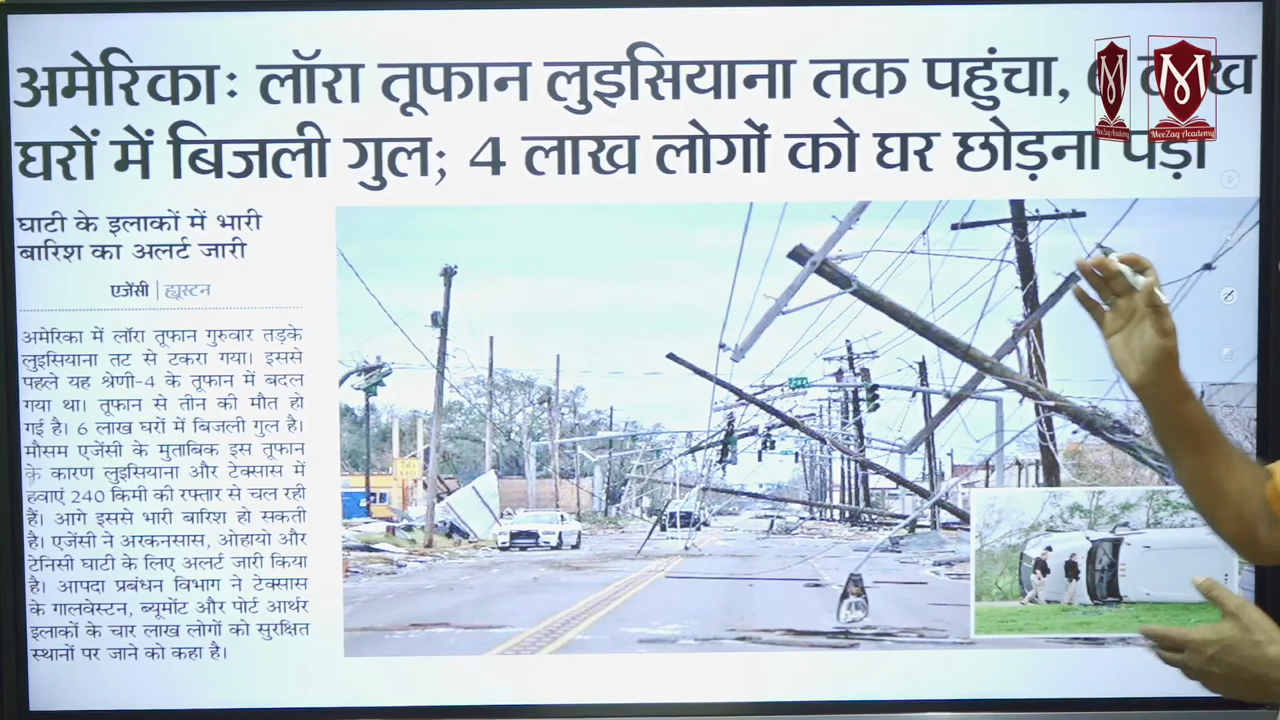 अमेरिकाः लॉरा तूफान लुइसियाना तक पहुंचा, 6
घरों में बिजली गुल; 4 लाख लोगों को घर छोड़ना पड़ा
घाटी के इलाकों में भारी
बारिश का अलर्ट जारी
एजेंसी | ह्यूस्टन
अमेरिका में लॉरा तूफान गुरुवार तड़के
लुइसियाना तट से टकरा गया। इससे
पहले यह श्रेणी-4 के तूफान में बदल
गया था। तूफान से तीन की मौत हो
गई है। 6 लाख घरों में बिजली गुल है।
मौसम एजेंसी के मुताबिक इस तूफान
के कारण लुइसियाना और टेक्सास में
हवाएं 240 किमी की रफ्तार से चल रही
हैं। आगे इससे भारी बारिश हो सकती
है। एजेंसी ने अरकनसास, ओहायो और
टेनिसी घाटी के लिए अलर्ट जारी किया
है। आपदा प्रबंधन विभाग ने टेक्सास
के गालवेस्टन, ब्यूमोंट और पोर्ट आर्थर
इलाकों के चार लाख लोगों को सुरक्षित
स्थानों पर जाने को कहा है।
MeeZaq Academy
MeeZaq Academy